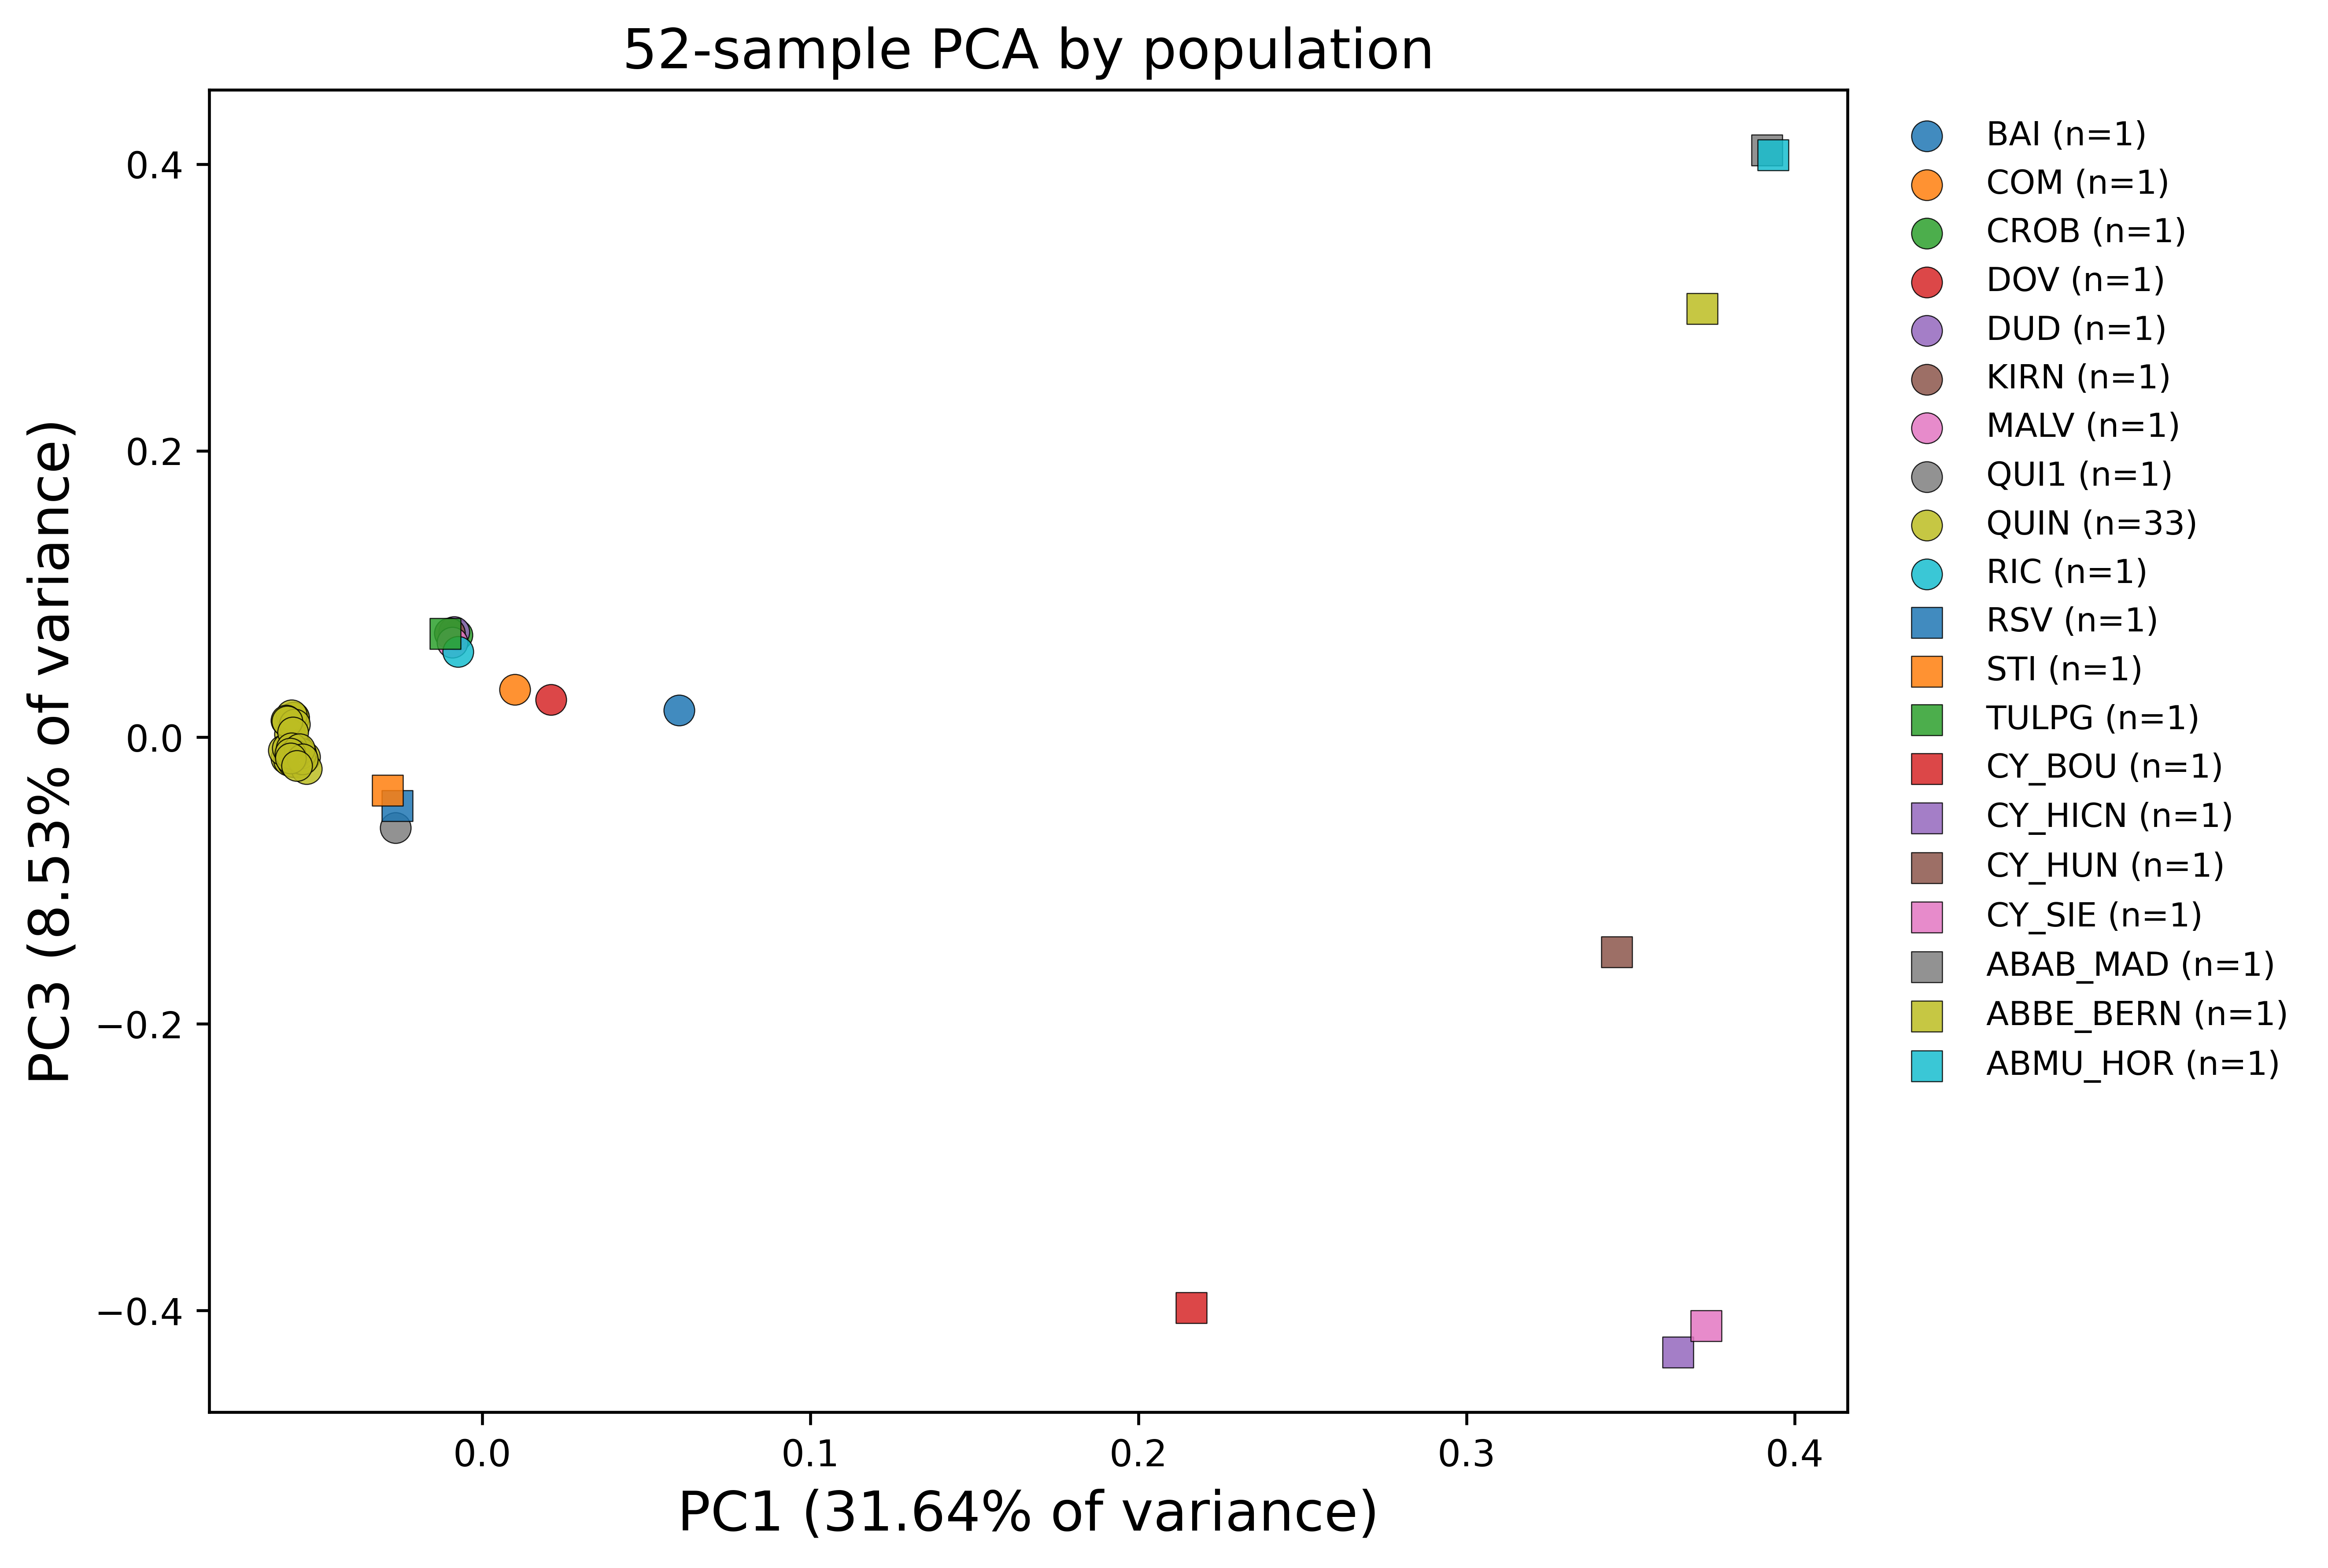 52-sample PCA by population
PC3 (8.53% of variance)
0.4
0.2
0.0
−0.2
−0.4
0.0
0.1
0.2
0.3
0.4
PC1 (31.64% of variance)
BAI (n=1)
COM (n=1)
CROB (n=1)
DOV (n=1)
DUD (n=1)
KIRN (n=1)
MALV (n=1)
QUI1 (n=1)
QUIN (n=33)
RIC (n=1)
RSV (n=1)
STI (n=1)
TULPG (n=1)
CY_BOU (n=1)
CY_HICN (n=1)
CY_HUN (n=1)
CY_SIE (n=1)
ABAB_MAD (n=1)
ABBE_BERN (n=1)
ABMU_HOR (n=1)